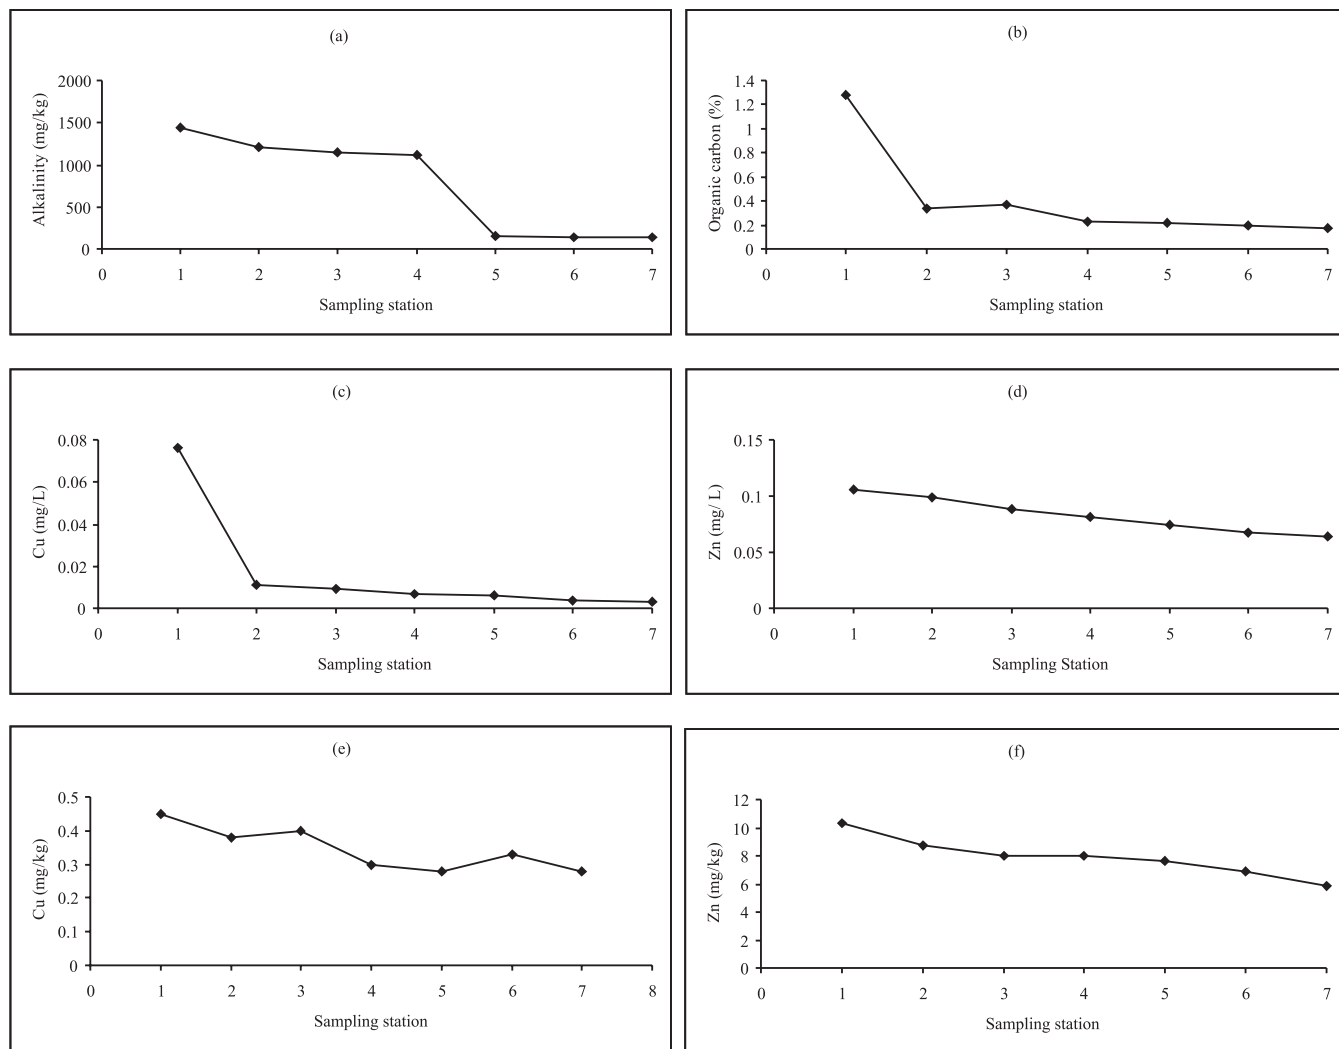 (a)
Alkalinity (mg/kg)
2000
1500
1000
500
0
0 1 2 3 4 5 6 7
Sampling station
(b)
Organic carbon (%)
1.4
1.2
1
0.8
0.6
0.4
0.2
0
0 1 2 3 4 5 6 7
Sampling station
(c)
Cu (mg/L)
0.08
0.06
0.04
0.02
0
0 1 2 3 4 5 6 7
Sampling station
(d)
Zn (mg/ L)
0.15
0.1
0.05
0
0 1 2 3 4 5 6 7
Sampling Station
(e)
Cu (mg/kg)
0.5
0.4
0.3
0.2
0.1
0
0 1 2 3 4 5 6 7 8
Sampling station
(f)
Zn (mg/kg)
12
10
8
6
4
2
0
0 1 2 3 4 5 6 7
Sampling station